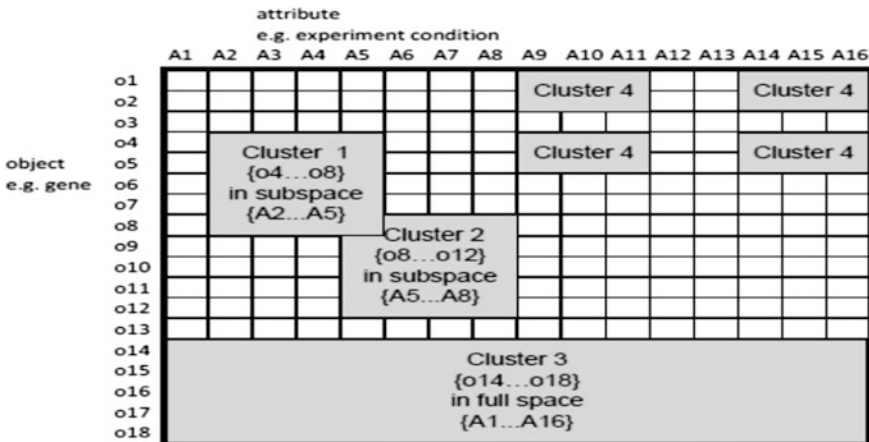 attribute
e.g. experiment condition
A1 A2 A3 A4 A5 A6 A7 A8 A9 A10 A11 A12 A13 A14 A15 A16
o1
o2
Cluster 4 Cluster 4
o3
o4
object
e.g. gene
o5
o6
o7
Cluster 1
{o4...o8}
in subspace
{A2...A5}
Cluster 4 Cluster 4
o8
o9
o10
o11
o12
o13
Cluster 2
{o8...o12}
in subspace
{A5...A8}
o14
o15
o16
o17
o18
Cluster 3
{o14...o18}
in full space
{A1...A16}